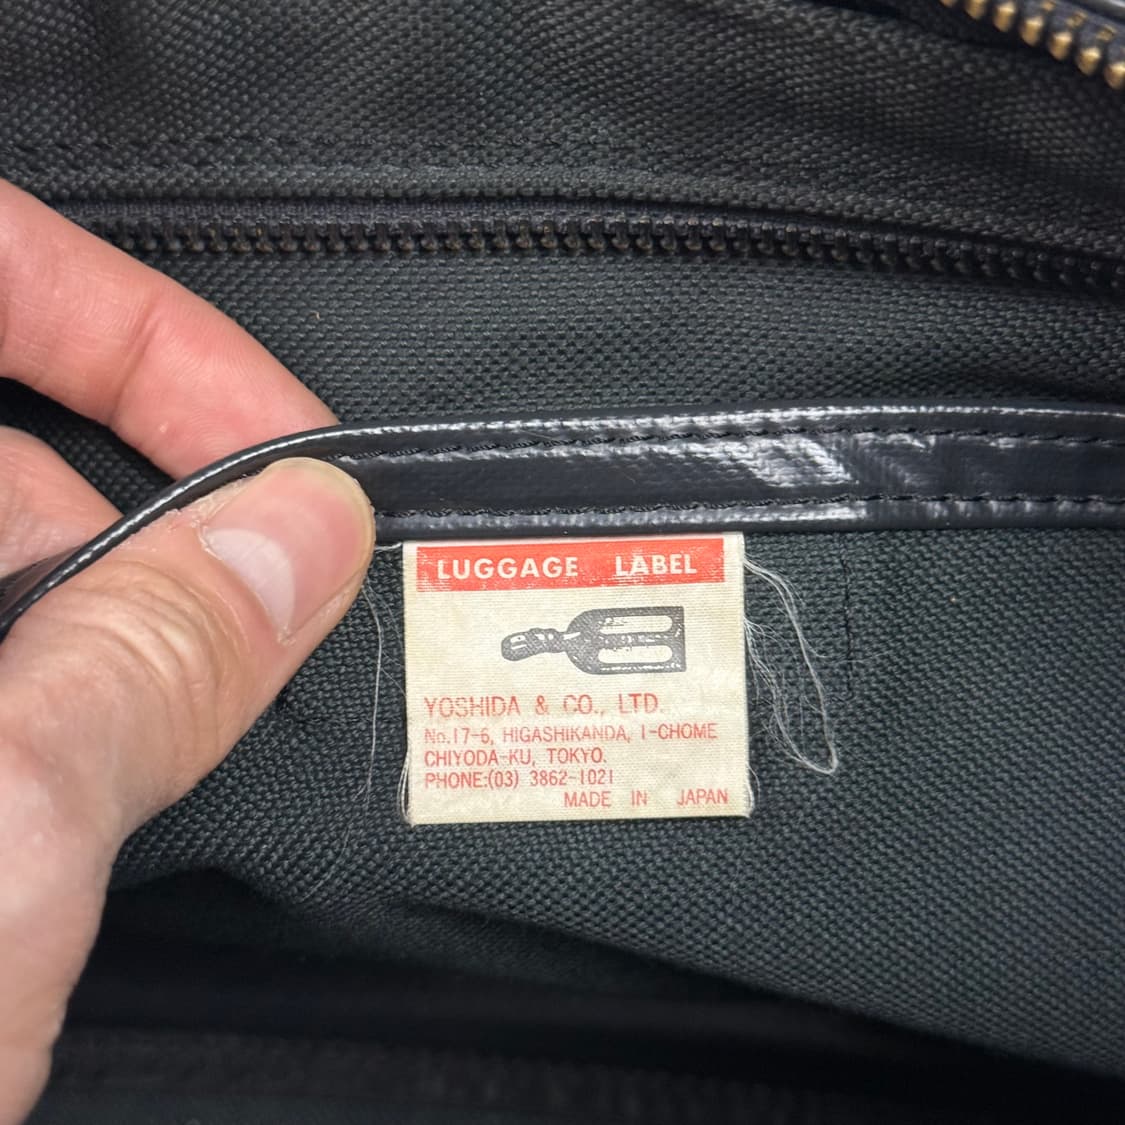 LUGGAGE LABEL
YOSHIDA & CO., LTD.
No.17-6, HIGASHIKANDA, 1-CHOME
CHIYODA-KU, TOKYO.
PHONE:(03) 3862-1021
MADE IN JAPAN